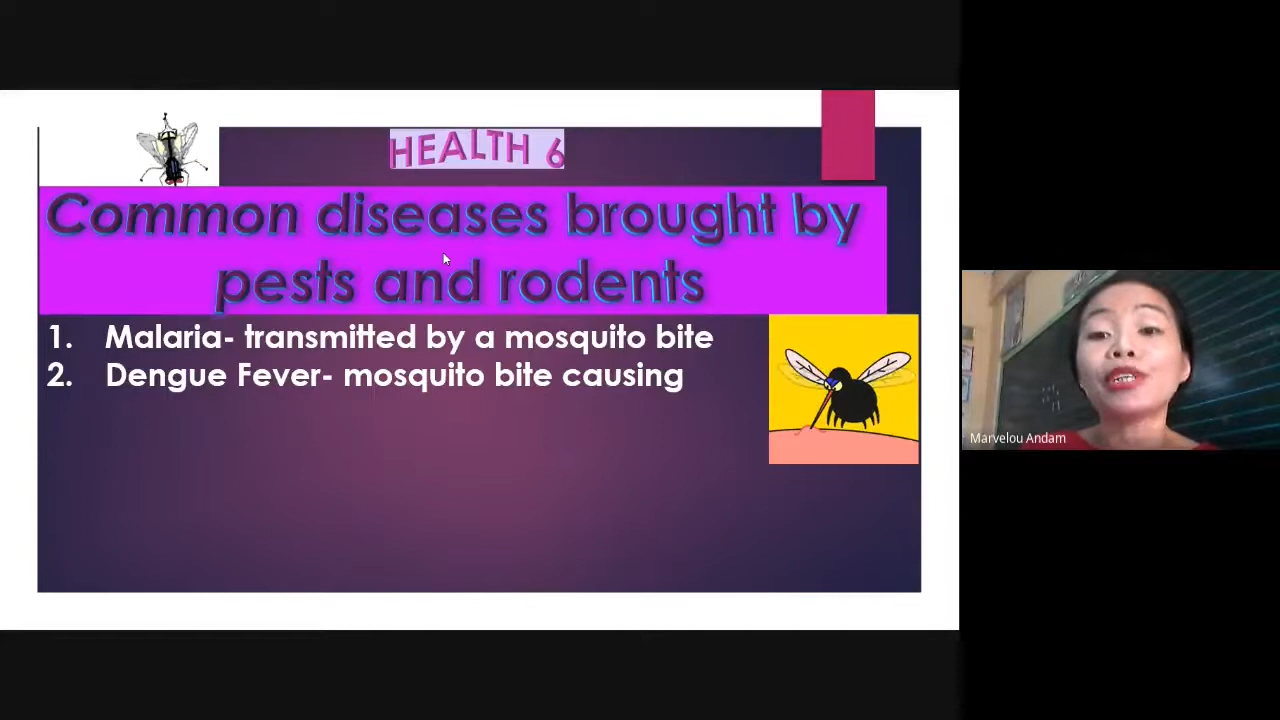 HEALTH 6
Common diseases brought by
pests and rodents
1. Malaria- transmitted by a mosquito bite
2. Dengue Fever- mosquito bite causing
Marvelou Andam